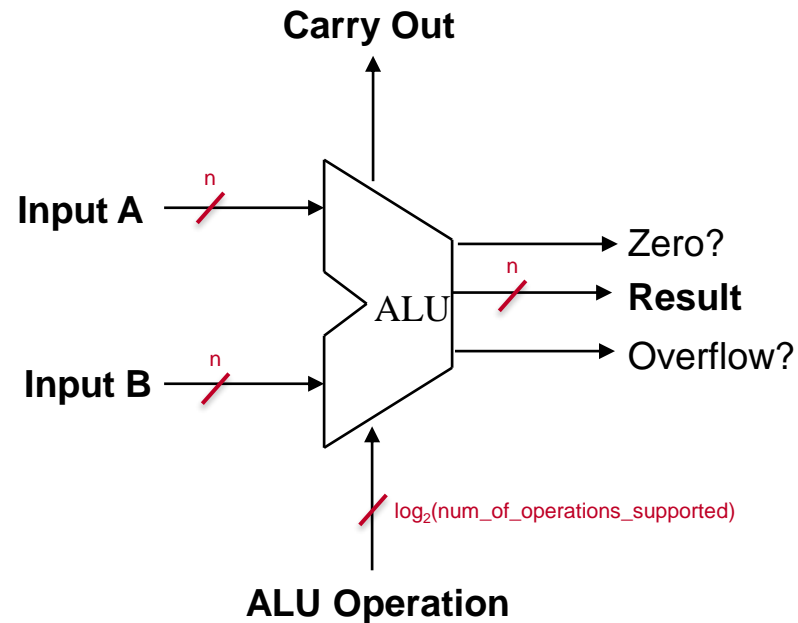 Carry Out
n
Input A
Zero?
n
Result
ALU
n
Overflow?
Input B
log₂(num_of_operations_supported)
ALU Operation